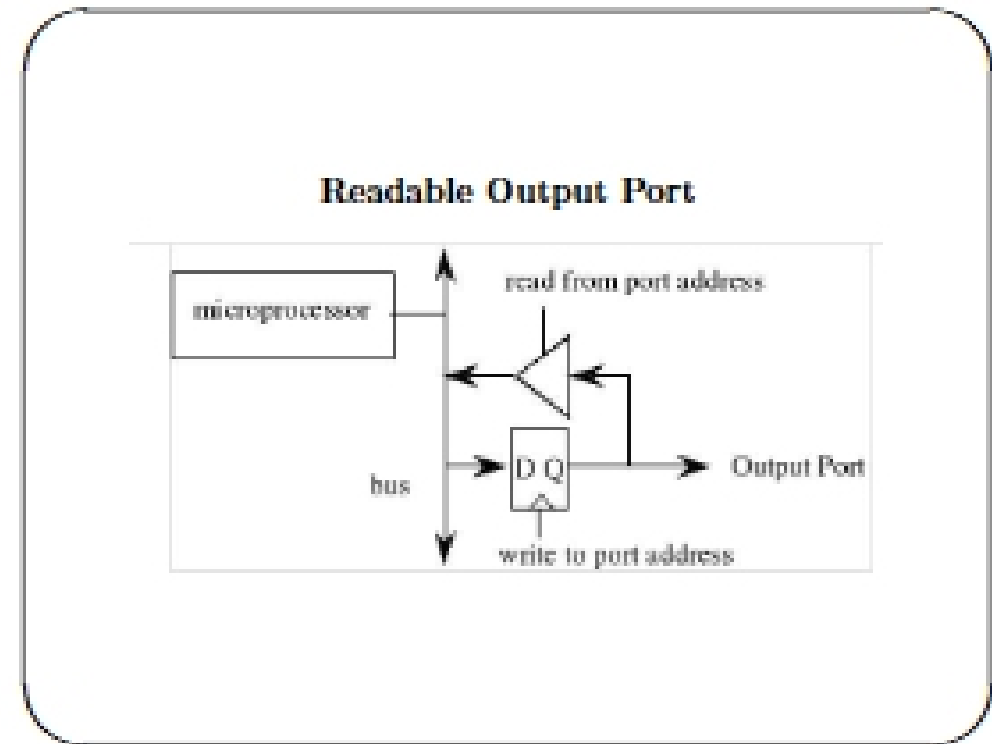 Readable Output Port
read from port address
microprocessor
D Q
Output Port
bus
write to port address